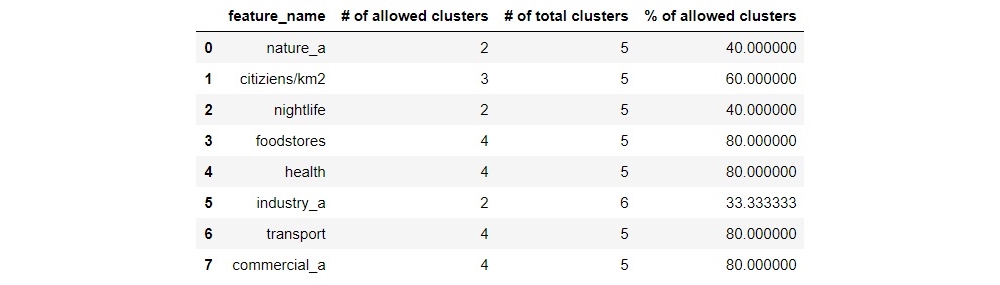 feature_name # of allowed clusters # of total clusters % of allowed clusters
0 nature_a 2 5 40.000000
1 citiziens/km2 3 5 60.000000
2 nightlife 2 5 40.000000
3 foodstores 4 5 80.000000
4 health 4 5 80.000000
5 industry_a 2 6 33.333333
6 transport 4 5 80.000000
7 commercial_a 4 5 80.000000